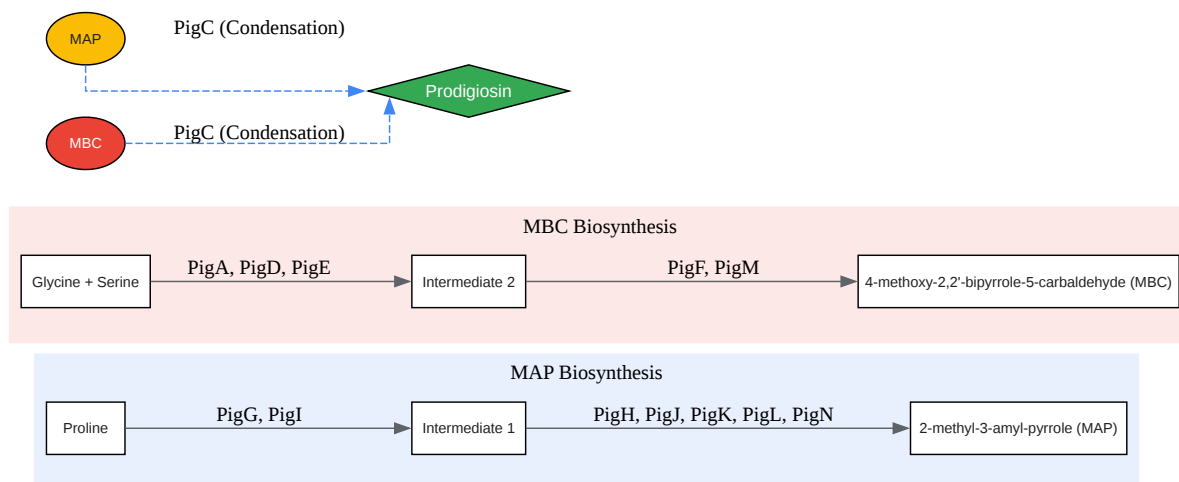 MAP
PigC (Condensation)
Prodigiosin
MBC
PigC (Condensation)
MBC Biosynthesis
Glycine + Serine
PigA, PigD, PigE
Intermediate 2
PigF, PigM
4-methoxy-2,2'-bipyrrole-5-carbaldehyde (MBC)
MAP Biosynthesis
Proline
PigG, PigI
Intermediate 1
PigH, PigJ, PigK, PigL, PigN
2-methyl-3-amyl-pyrrole (MAP)